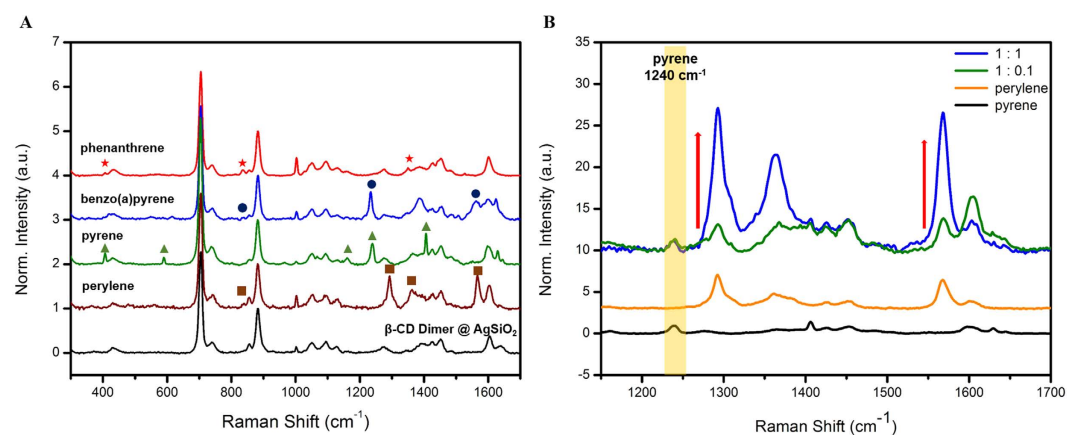 A
7
6
5
4
3
2
1
0
Norm. Intensity (a.u.)
phenanthrene
benzo(a)pyrene
pyrene
perylene
β-CD Dimer @ AgSiO2
400
600
800
1000
1200
1400
1600
Raman Shift (cm-1)
B
35
30
25
20
15
10
5
0
-5
Norm. Intensity (a.u.)
pyrene
1240 cm-1
1 : 1
1 : 0.1
perylene
pyrene
1200
1300
1400
1500
1600
1700
Raman Shift (cm-1)